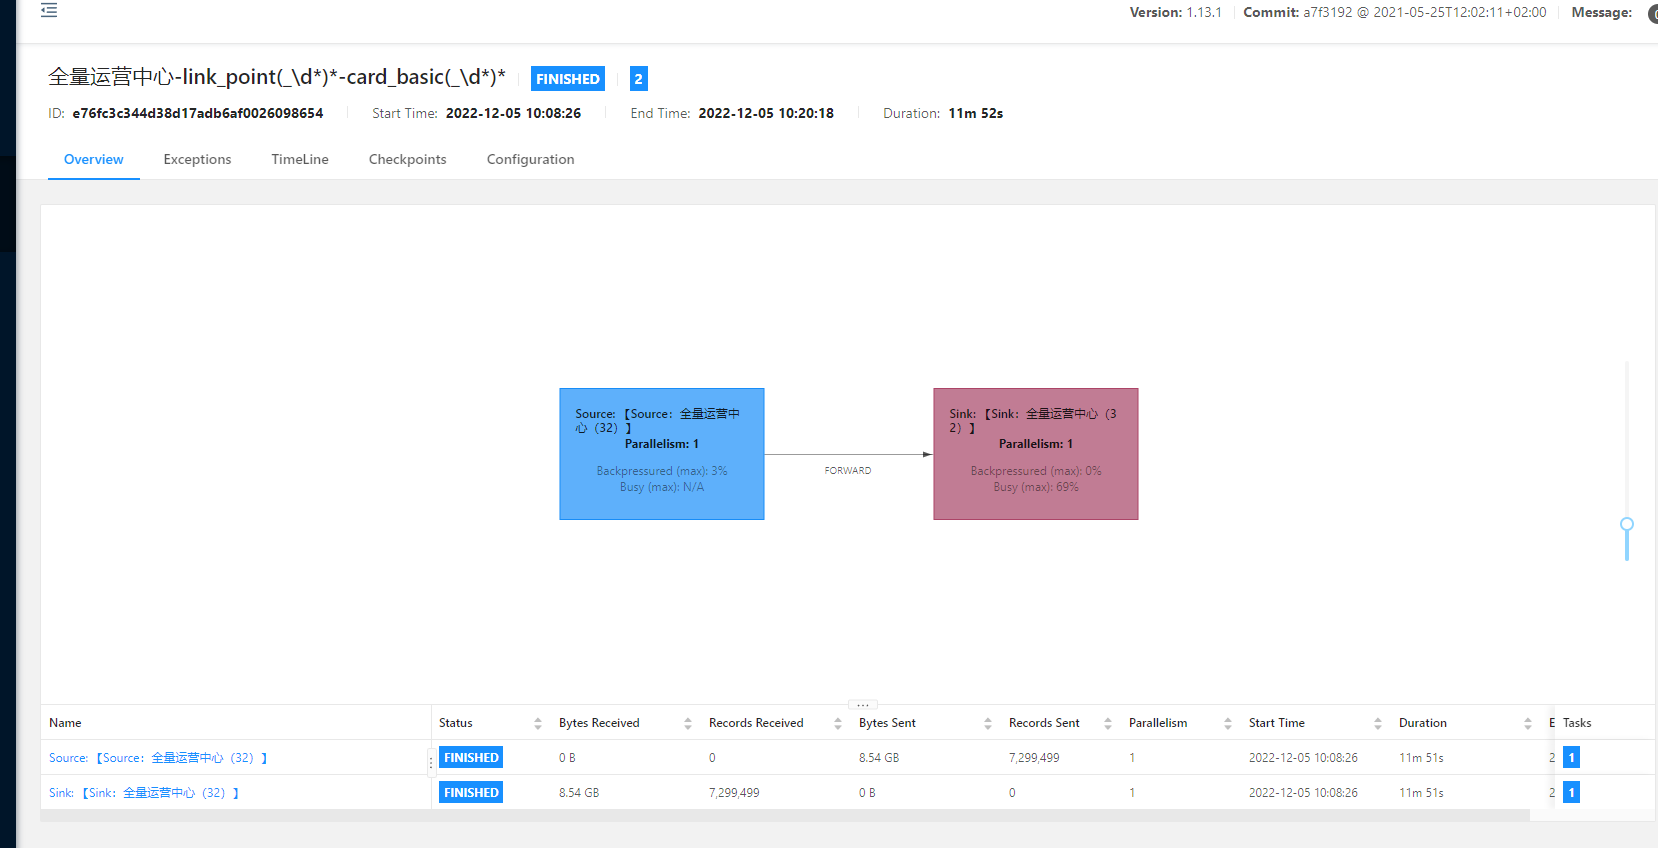 Version: 1.13.1 Commit: a7f3192 @ 2021-05-25T12:02:11+02:00 Message:
全量运营中心-link_point(_\d*)*-card_basic(_\d*)* FINISHED 2
ID: e76fc3c344d38d17adb6af0026098654 Start Time: 2022-12-05 10:08:26 End Time: 2022-12-05 10:20:18 Duration: 11m 52s
Overview Exceptions TimeLine Checkpoints Configuration
Source: 【Source：全量运营中
心（32）】
Parallelism: 1
Backpressured (max): 3%
Busy (max): N/A
FORWARD
Sink: 【Sink：全量运营中心（3
2）】
Parallelism: 1
Backpressured (max): 0%
Busy (max): 69%
Name Status Bytes Received Records Received Bytes Sent Records Sent Parallelism Start Time Duration E Tasks
Source: 【Source：全量运营中心（32）】 FINISHED 0 B 0 8.54 GB 7,299,499 1 2022-12-05 10:08:26 11m 51s 2 1
Sink: 【Sink：全量运营中心（32）】 FINISHED 8.54 GB 7,299,499 0 B 0 1 2022-12-05 10:08:26 11m 51s 2 1